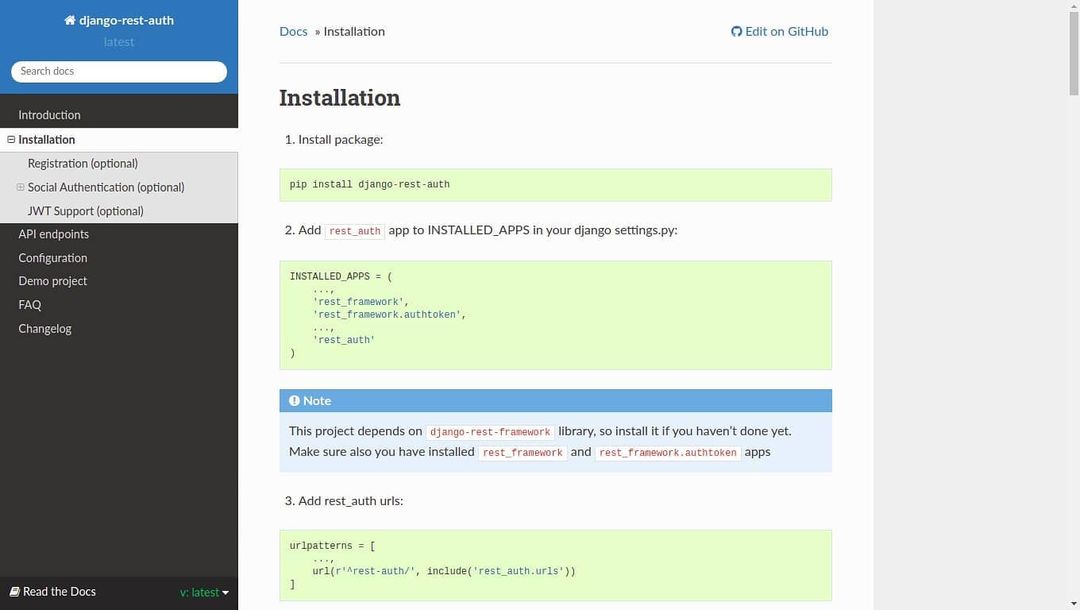 django-rest-auth
latest
Search docs
Introduction
Installation
Registration (optional)
Social Authentication (optional)
JWT Support (optional)
API endpoints
Configuration
Demo project
FAQ
Changelog
Read the Docs
v: latest
Docs » Installation
Edit on GitHub
Installation
1. Install package:
pip install django-rest-auth
2. Add rest_auth app to INSTALLED_APPS in your django settings.py:
INSTALLED_APPS = (
    ...,
    'rest_framework',
    'rest_framework.authtoken',
    ...,
    'rest_auth'
)
Note
This project depends on django-rest-framework library, so install it if you haven’t done yet.
Make sure also you have installed rest_framework and rest_framework.authtoken apps
3. Add rest_auth urls:
urlpatterns = [
    ...,
    url(r'^rest-auth/', include('rest_auth.urls'))
]